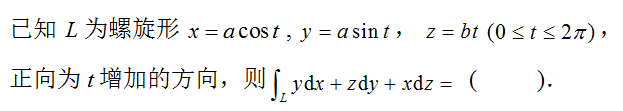 已知 L 为螺旋形 x = a cos t , y = a sin t ， z = bt (0 ≤ t ≤ 2π)，
正向为 t 增加的方向，则∫_L ydx + zdy + xdz = (     ).